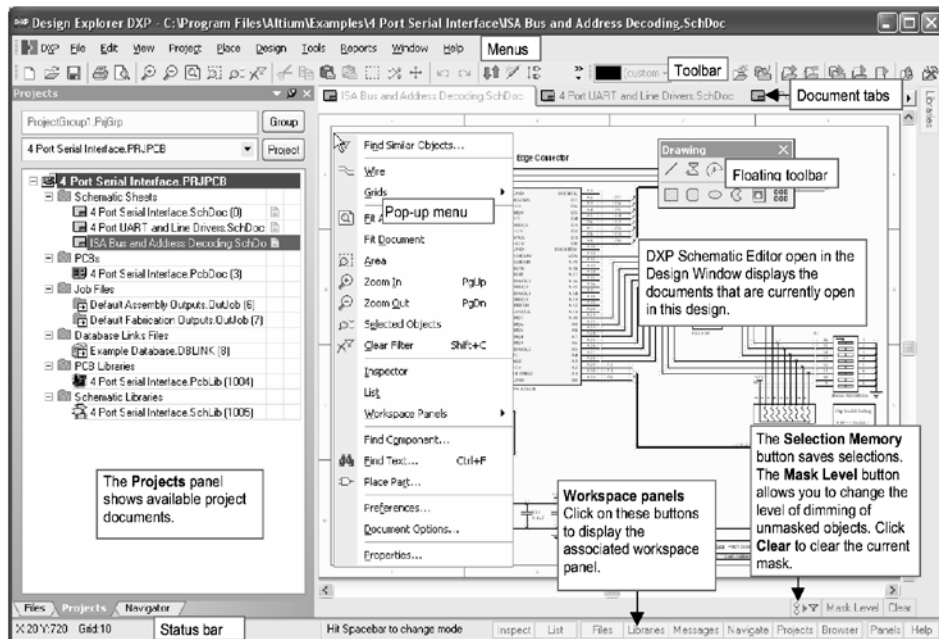 Design Explorer DXP - C:\Program Files\Altium\Examples\4 Port Serial Interface\ISA Bus and Address Decoding.SchDoc
DXP File Edit View Project Place Design Tools Reports Window Help
Menus
(custom
Toolbar
Projects
ProjectGroup1.PrjGrp
Group
4 Port Serial Interface.PRJPCB
Project
4 Port Serial Interface.PRJPCB
Schematic Sheets
4 Port Serial Interface.SchDoc (0)
4 Port UART and Line Drivers.SchDoc
ISA Bus and Address Decoding.SchDo
PCBs
4 Port Serial Interface.PcbDoc (3)
Job Files
Default Assembly Outputs.OutJob (6)
Default Fabrication Outputs.OutJob (7)
Database Links Files
Example Database.DBLINK (8)
PCB Libraries
4 Port Serial Interface.PcbLib (1004)
Schematic Libraries
4 Port Serial Interface.SchLib (1005)
The Projects panel
shows available project
documents.
Files Projects Navigator
ISA Bus and Address Decoding.SchDoc
4 Port UART and Line Drivers.SchDoc
Document tabs
Libraries
Find Similar Objects...
Wire
Grids
Pop-up menu
Fit Document
Area
Zoom In PgUp
Zoom Out PgDn
Selected Objects
Clear Filter Shift+C
Inspector
List
Workspace Panels
Find Component...
Find Text... Ctrl+F
Place Part...
Preferences...
Document Options...
Properties...
Edge Connector
Drawing
Floating toolbar
DXP Schematic Editor open in the
Design Window displays the
documents that are currently open
in this design.
Workspace panels
Click on these buttons
to display the
associated workspace
panel.
The Selection Memory
button saves selections.
The Mask Level button
allows you to change the
level of dimming of
unmasked objects. Click
Clear to clear the current
mask.
Mask Level Clear
X:20 Y:720 Grid:10
Status bar
Hit Spacebar to change mode
Inspect List Files Libraries Messages Navigate Projects Browser Panels Help